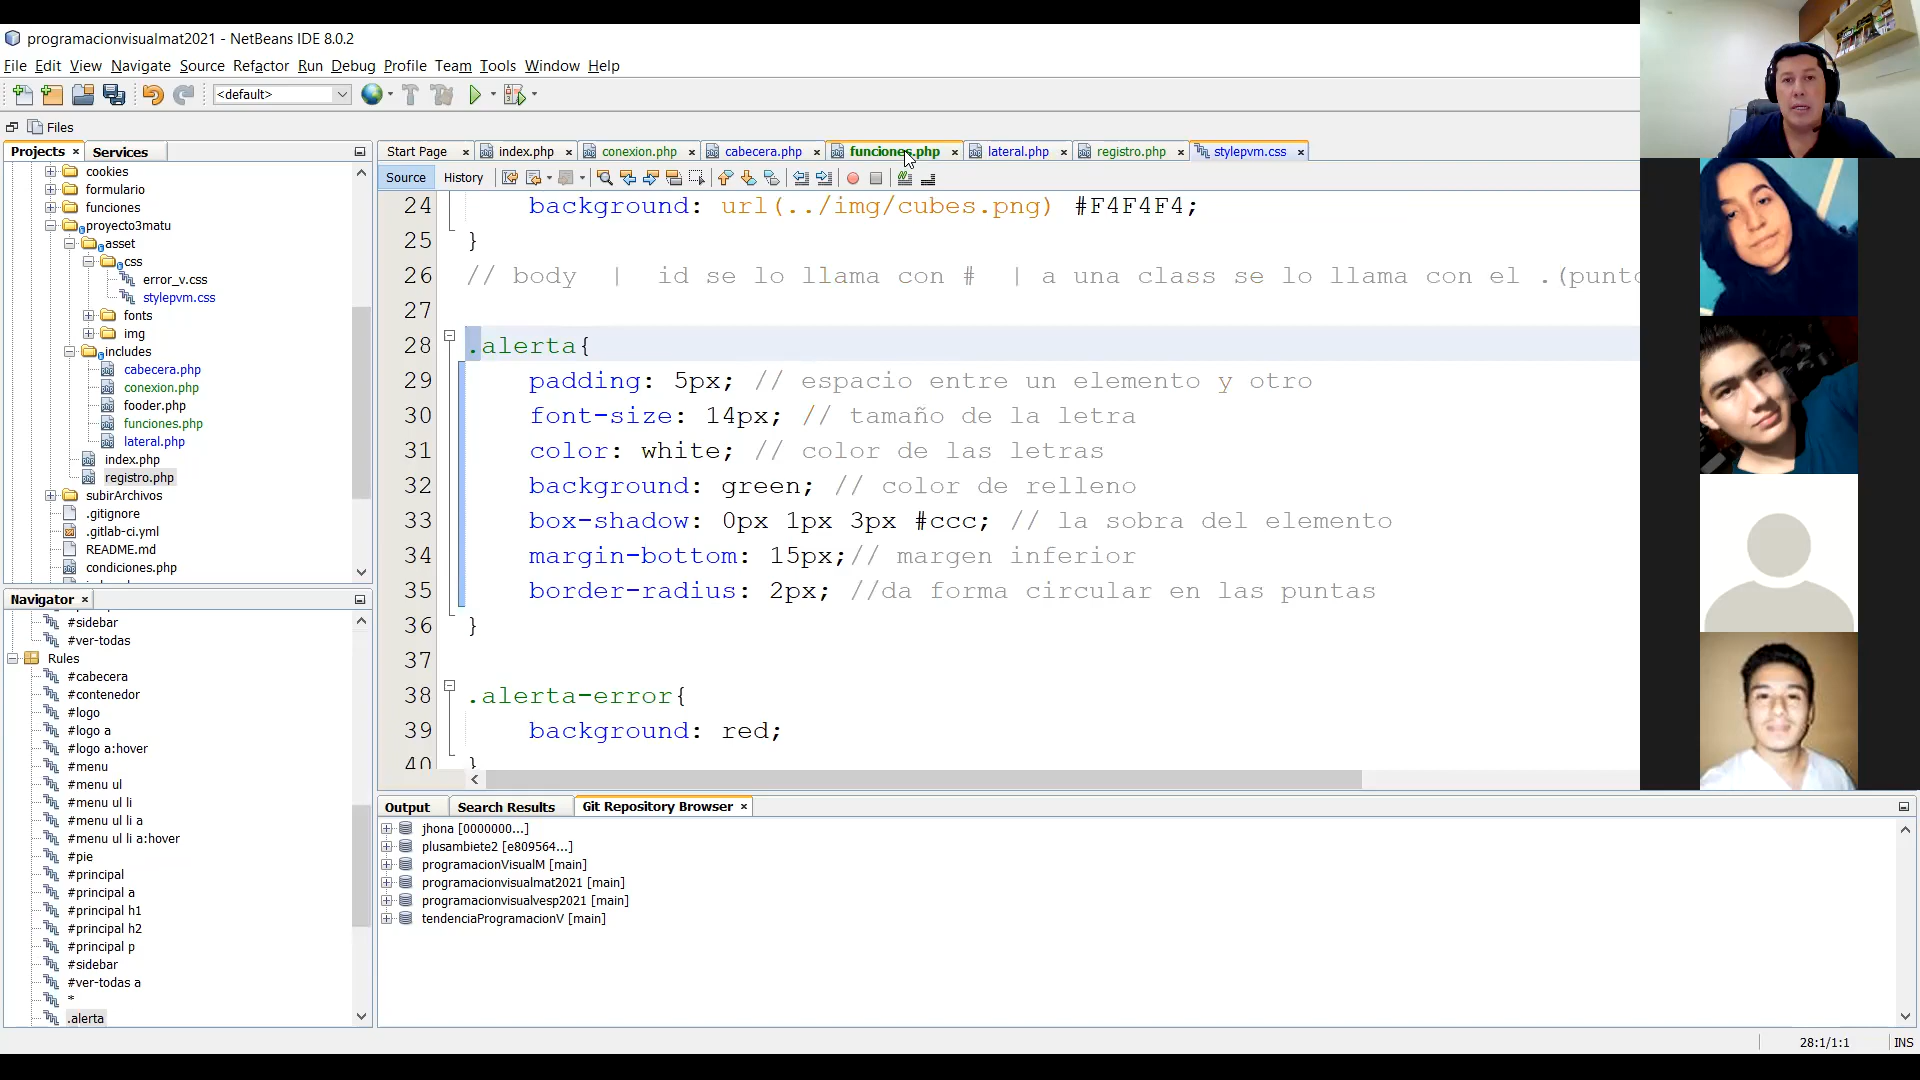 programacionvisualmat2021 - NetBeans IDE 8.0.2
File Edit View Navigate Source Refactor Run Debug Profile Team Tools Window Help
<default>
Files
Projects
Services
cookies
formulario
funciones
proyecto3matu
asset
css
error_v.css
stylepvm.css
fonts
img
includes
cabecera.php
conexion.php
fooder.php
funciones.php
lateral.php
index.php
registro.php
subirArchivos
.gitignore
.gitlab-ci.yml
README.md
condiciones.php
Navigator
#sidebar
#ver-todas
Rules
#cabecera
#contenedor
#logo
#logo a
#logo a:hover
#menu
#menu ul
#menu ul li
#menu ul li a
#menu ul li a:hover
#pie
#principal
#principal a
#principal h1
#principal h2
#principal p
#sidebar
#ver-todas a
*
.alerta
Start Page index.php conexion.php cabecera.php funciones.php lateral.php registro.php stylepvm.css
Source History
24 background: url(../img/cubes.png) #F4F4F4;
25 }
26 // body | id se lo llama con # | a una class se lo llama con el .(punto
27
28 .alerta{
29 padding: 5px; // espacio entre un elemento y otro
30 font-size: 14px; // tamaño de la letra
31 color: white; // color de las letras
32 background: green; // color de relleno
33 box-shadow: 0px 1px 3px #ccc; // la sobra del elemento
34 margin-bottom: 15px;// margen inferior
35 border-radius: 2px; //da forma circular en las puntas
36 }
37
38 .alerta-error{
39 background: red;
40 }
Output Search Results Git Repository Browser
jhona [0000000...]
plusambiete2 [e809564...]
programacionVisualM [main]
programacionvisualmat2021 [main]
programacionvisualvesp2021 [main]
tendenciaProgramacionV [main]
28:1/1:1 INS